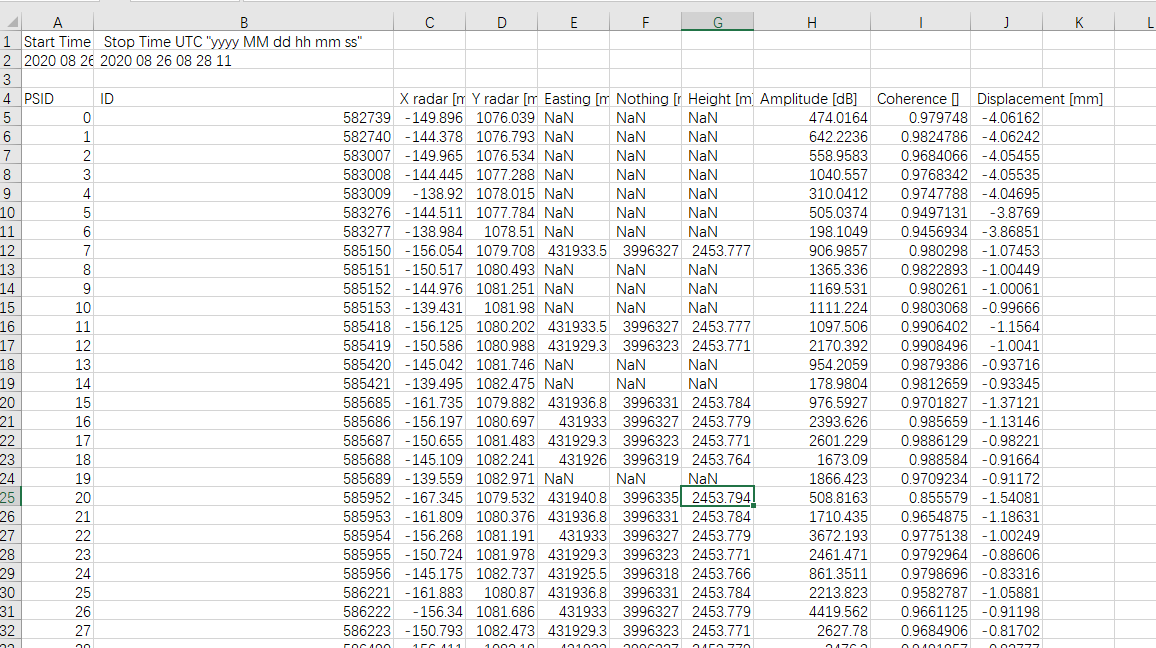 A B C D E F G H I J K L
1 Start Time Stop Time UTC "yyyy MM dd hh mm ss"
2 2020 08 26 2020 08 26 08 28 11
3
4 PSID ID X radar [m Y radar [m Easting [m Nothing [m Height [m] Amplitude [dB] Coherence [] Displacement [mm]
5 0 582739 -149.896 1076.039 NaN NaN NaN 474.0164 0.979748 -4.06162
6 1 582740 -144.378 1076.793 NaN NaN NaN 642.2236 0.9824786 -4.06242
7 2 583007 -149.965 1076.534 NaN NaN NaN 558.9583 0.9684066 -4.05455
8 3 583008 -144.445 1077.288 NaN NaN NaN 1040.557 0.9768342 -4.05535
9 4 583009 -138.92 1078.015 NaN NaN NaN 310.0412 0.9747788 -4.04695
10 5 583276 -144.511 1077.784 NaN NaN NaN 505.0374 0.9497131 -3.8769
11 6 583277 -138.984 1078.51 NaN NaN NaN 198.1049 0.9456934 -3.86851
12 7 585150 -156.054 1079.708 431933.5 3996327 2453.777 906.9857 0.980298 -1.07453
13 8 585151 -150.517 1080.493 NaN NaN NaN 1365.336 0.9822893 -1.00449
14 9 585152 -144.976 1081.251 NaN NaN NaN 1169.531 0.980261 -1.00061
15 10 585153 -139.431 1081.98 NaN NaN NaN 1111.224 0.9803068 -0.99666
16 11 585418 -156.125 1080.202 431933.5 3996327 2453.777 1097.506 0.9906402 -1.1564
17 12 585419 -150.586 1080.988 431929.3 3996323 2453.771 2170.392 0.9908496 -1.0041
18 13 585420 -145.042 1081.746 NaN NaN NaN 954.2059 0.9879386 -0.93716
19 14 585421 -139.495 1082.475 NaN NaN NaN 178.9804 0.9812659 -0.93345
20 15 585685 -161.735 1079.882 431936.8 3996331 2453.784 976.5927 0.9701827 -1.37121
21 16 585686 -156.197 1080.697 431933 3996327 2453.779 2393.626 0.985659 -1.13146
22 17 585687 -150.655 1081.483 431929.3 3996323 2453.771 2601.229 0.9886129 -0.98221
23 18 585688 -145.109 1082.241 431926 3996319 2453.764 1673.09 0.988584 -0.91664
24 19 585689 -139.559 1082.971 NaN NaN NaN 1866.423 0.9709234 -0.91172
25 20 585952 -167.345 1079.532 431940.8 3996335 2453.794 508.8163 0.855579 -1.54081
26 21 585953 -161.809 1080.376 431936.8 3996331 2453.784 1710.435 0.9654875 -1.18631
27 22 585954 -156.268 1081.191 431933 3996327 2453.779 3672.193 0.9775138 -1.00249
28 23 585955 -150.724 1081.978 431929.3 3996323 2453.771 2461.471 0.9792964 -0.88606
29 24 585956 -145.175 1082.737 431925.5 3996318 2453.766 861.3511 0.9798696 -0.83316
30 25 586221 -161.883 1080.87 431936.8 3996331 2453.784 2213.823 0.9582787 -1.05881
31 26 586222 -156.34 1081.686 431933 3996327 2453.779 4419.562 0.9661125 -0.91198
32 27 586223 -150.793 1082.473 431929.3 3996323 2453.771 2627.78 0.9684906 -0.81702